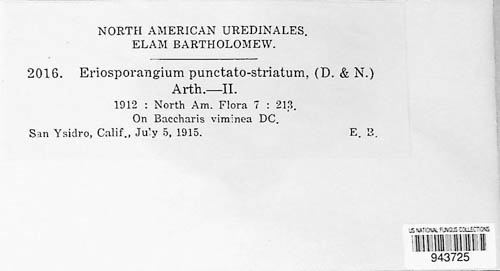 NORTH AMERICAN UREDINALES.
ELAM BARTHOLOMEW.
2016. Eriosporangium punctato-striatum, (D. & N.)
Arth.—II.
1912 : North Am. Flora 7 : 213.
On Baccharis viminea DC.
San Ysidro, Calif., July 5, 1915. E. B.
US NATIONAL FUNGUS COLLECTIONS
943725